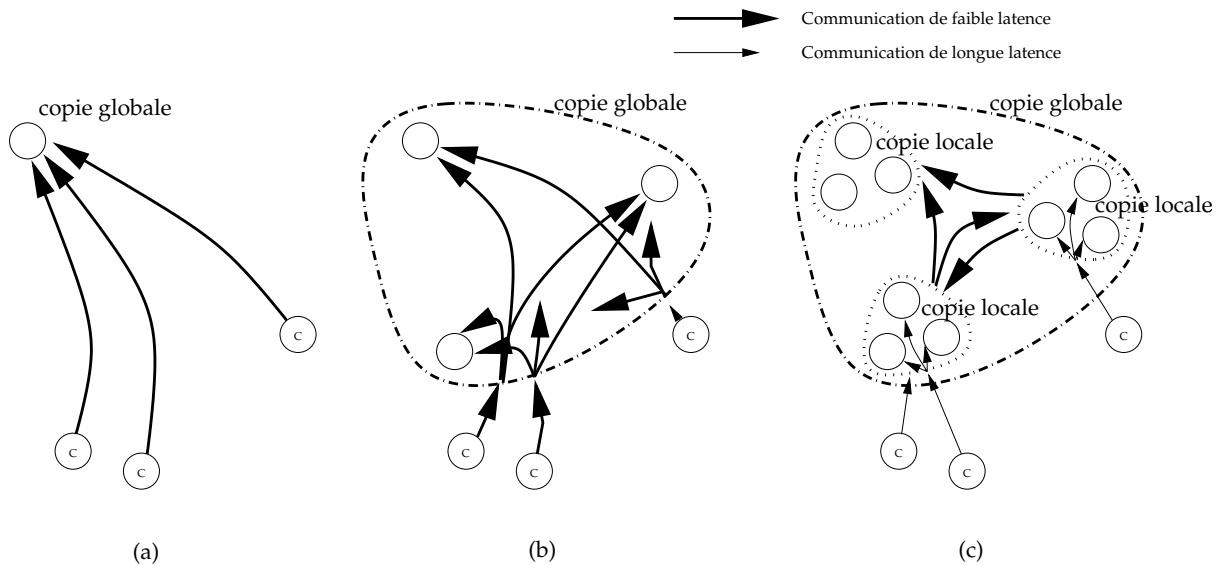 Communication de faible latence
Communication de longue latence
copie globale
copie globale
copie globale
copie locale
copie locale
copie locale
c
c
c
c
c
c
c
c
c
(a)
(b)
(c)